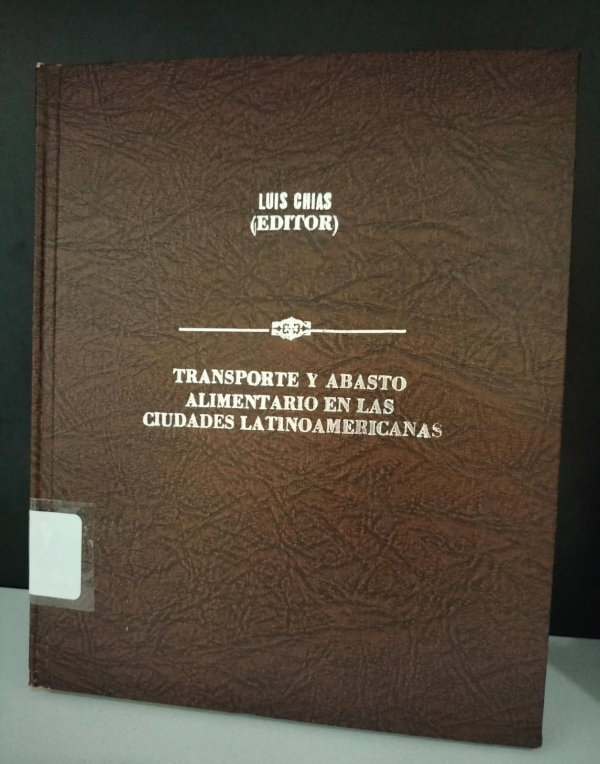 LUIS CHIAS
(EDITOR)
TRANSPORTE Y ABASTO
ALIMENTARIO EN LAS
CIUDADES LATINOAMERICANAS